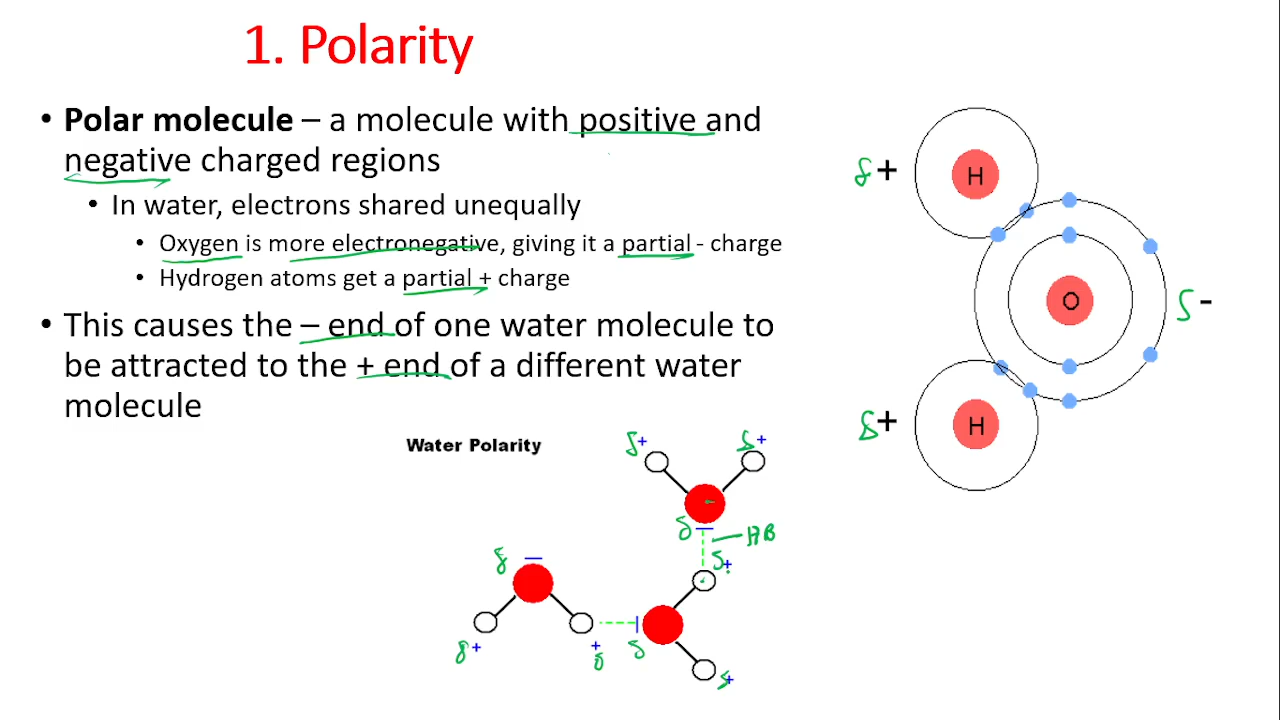 1. Polarity
• Polar molecule – a molecule with positive and
negative charged regions
• In water, electrons shared unequally
• Oxygen is more electronegative, giving it a partial - charge
• Hydrogen atoms get a partial + charge
• This causes the – end of one water molecule to
be attracted to the + end of a different water
molecule
δ+
H
O
δ-
δ+
H
Water Polarity
δ+
δ+
δ–
HB
δ+
δ–
δ+
δ+
δ–
δ+